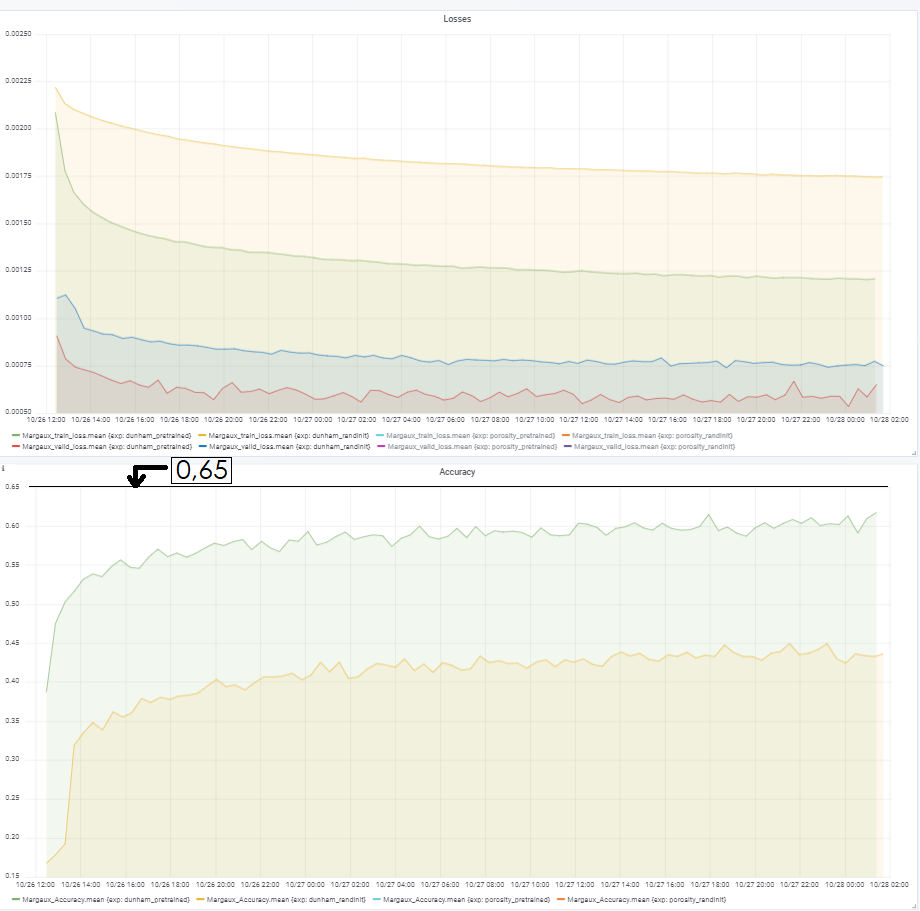 Losses
0.00250
0.00225
0.00200
0.00175
0.00150
0.00125
0.00100
0.00075
0.00050
10/26 12:00 10/26 14:00 10/26 16:00 10/26 18:00 10/26 20:00 10/26 22:00 10/27 00:00 10/27 02:00 10/27 04:00 10/27 06:00 10/27 08:00 10/27 10:00 10/27 12:00 10/27 14:00 10/27 16:00 10/27 18:00 10/27 20:00 10/27 22:00 10/28 00:00 10/28 02:00
Margaux_train_loss.mean {exp: dunham_pretrained} Margaux_train_loss.mean {exp: dunham_randinit} Margaux_train_loss.mean {exp: porosity_pretrained} Margaux_train_loss.mean {exp: porosity_randinit}
Margaux_valid_loss.mean {exp: dunham_pretrained} Margaux_valid_loss.mean {exp: dunham_randinit} Margaux_valid_loss.mean {exp: porosity_pretrained} Margaux_valid_loss.mean {exp: porosity_randinit}
i
0,65
Accuracy
0.65
0.60
0.55
0.50
0.45
0.40
0.35
0.30
0.25
0.20
0.15
10/26 12:00 10/26 14:00 10/26 16:00 10/26 18:00 10/26 20:00 10/26 22:00 10/27 00:00 10/27 02:00 10/27 04:00 10/27 06:00 10/27 08:00 10/27 10:00 10/27 12:00 10/27 14:00 10/27 16:00 10/27 18:00 10/27 20:00 10/27 22:00 10/28 00:00 10/28 02:00
Margaux_Accuracy.mean {exp: dunham_pretrained} Margaux_Accuracy.mean {exp: dunham_randinit} Margaux_Accuracy.mean {exp: porosity_pretrained} Margaux_Accuracy.mean {exp: porosity_randinit}